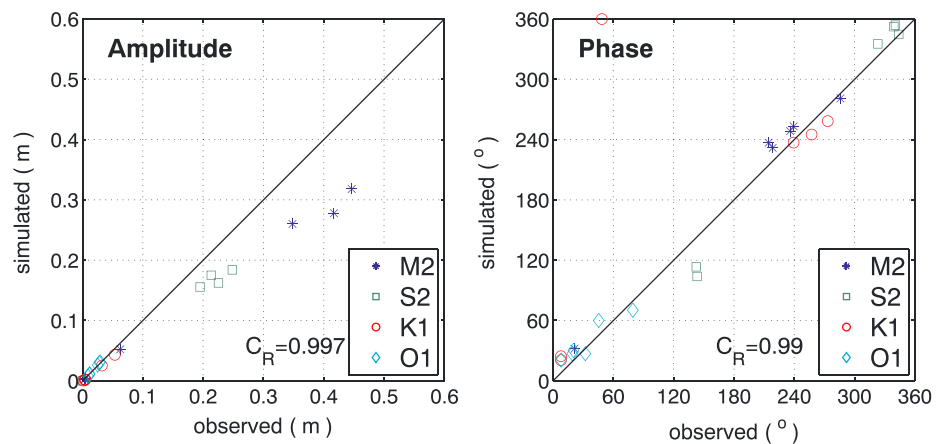 Amplitude
simulated ( m )
0.6
0.5
0.4
0.3
0.2
0.1
0
0 0.1 0.2 0.3 0.4 0.5 0.6
observed ( m )
M2
S2
K1
O1
C_R=0.997
Phase
simulated ( ° )
360
300
240
180
120
60
0
0 60 120 180 240 300 360
observed ( ° )
M2
S2
K1
O1
C_R=0.99